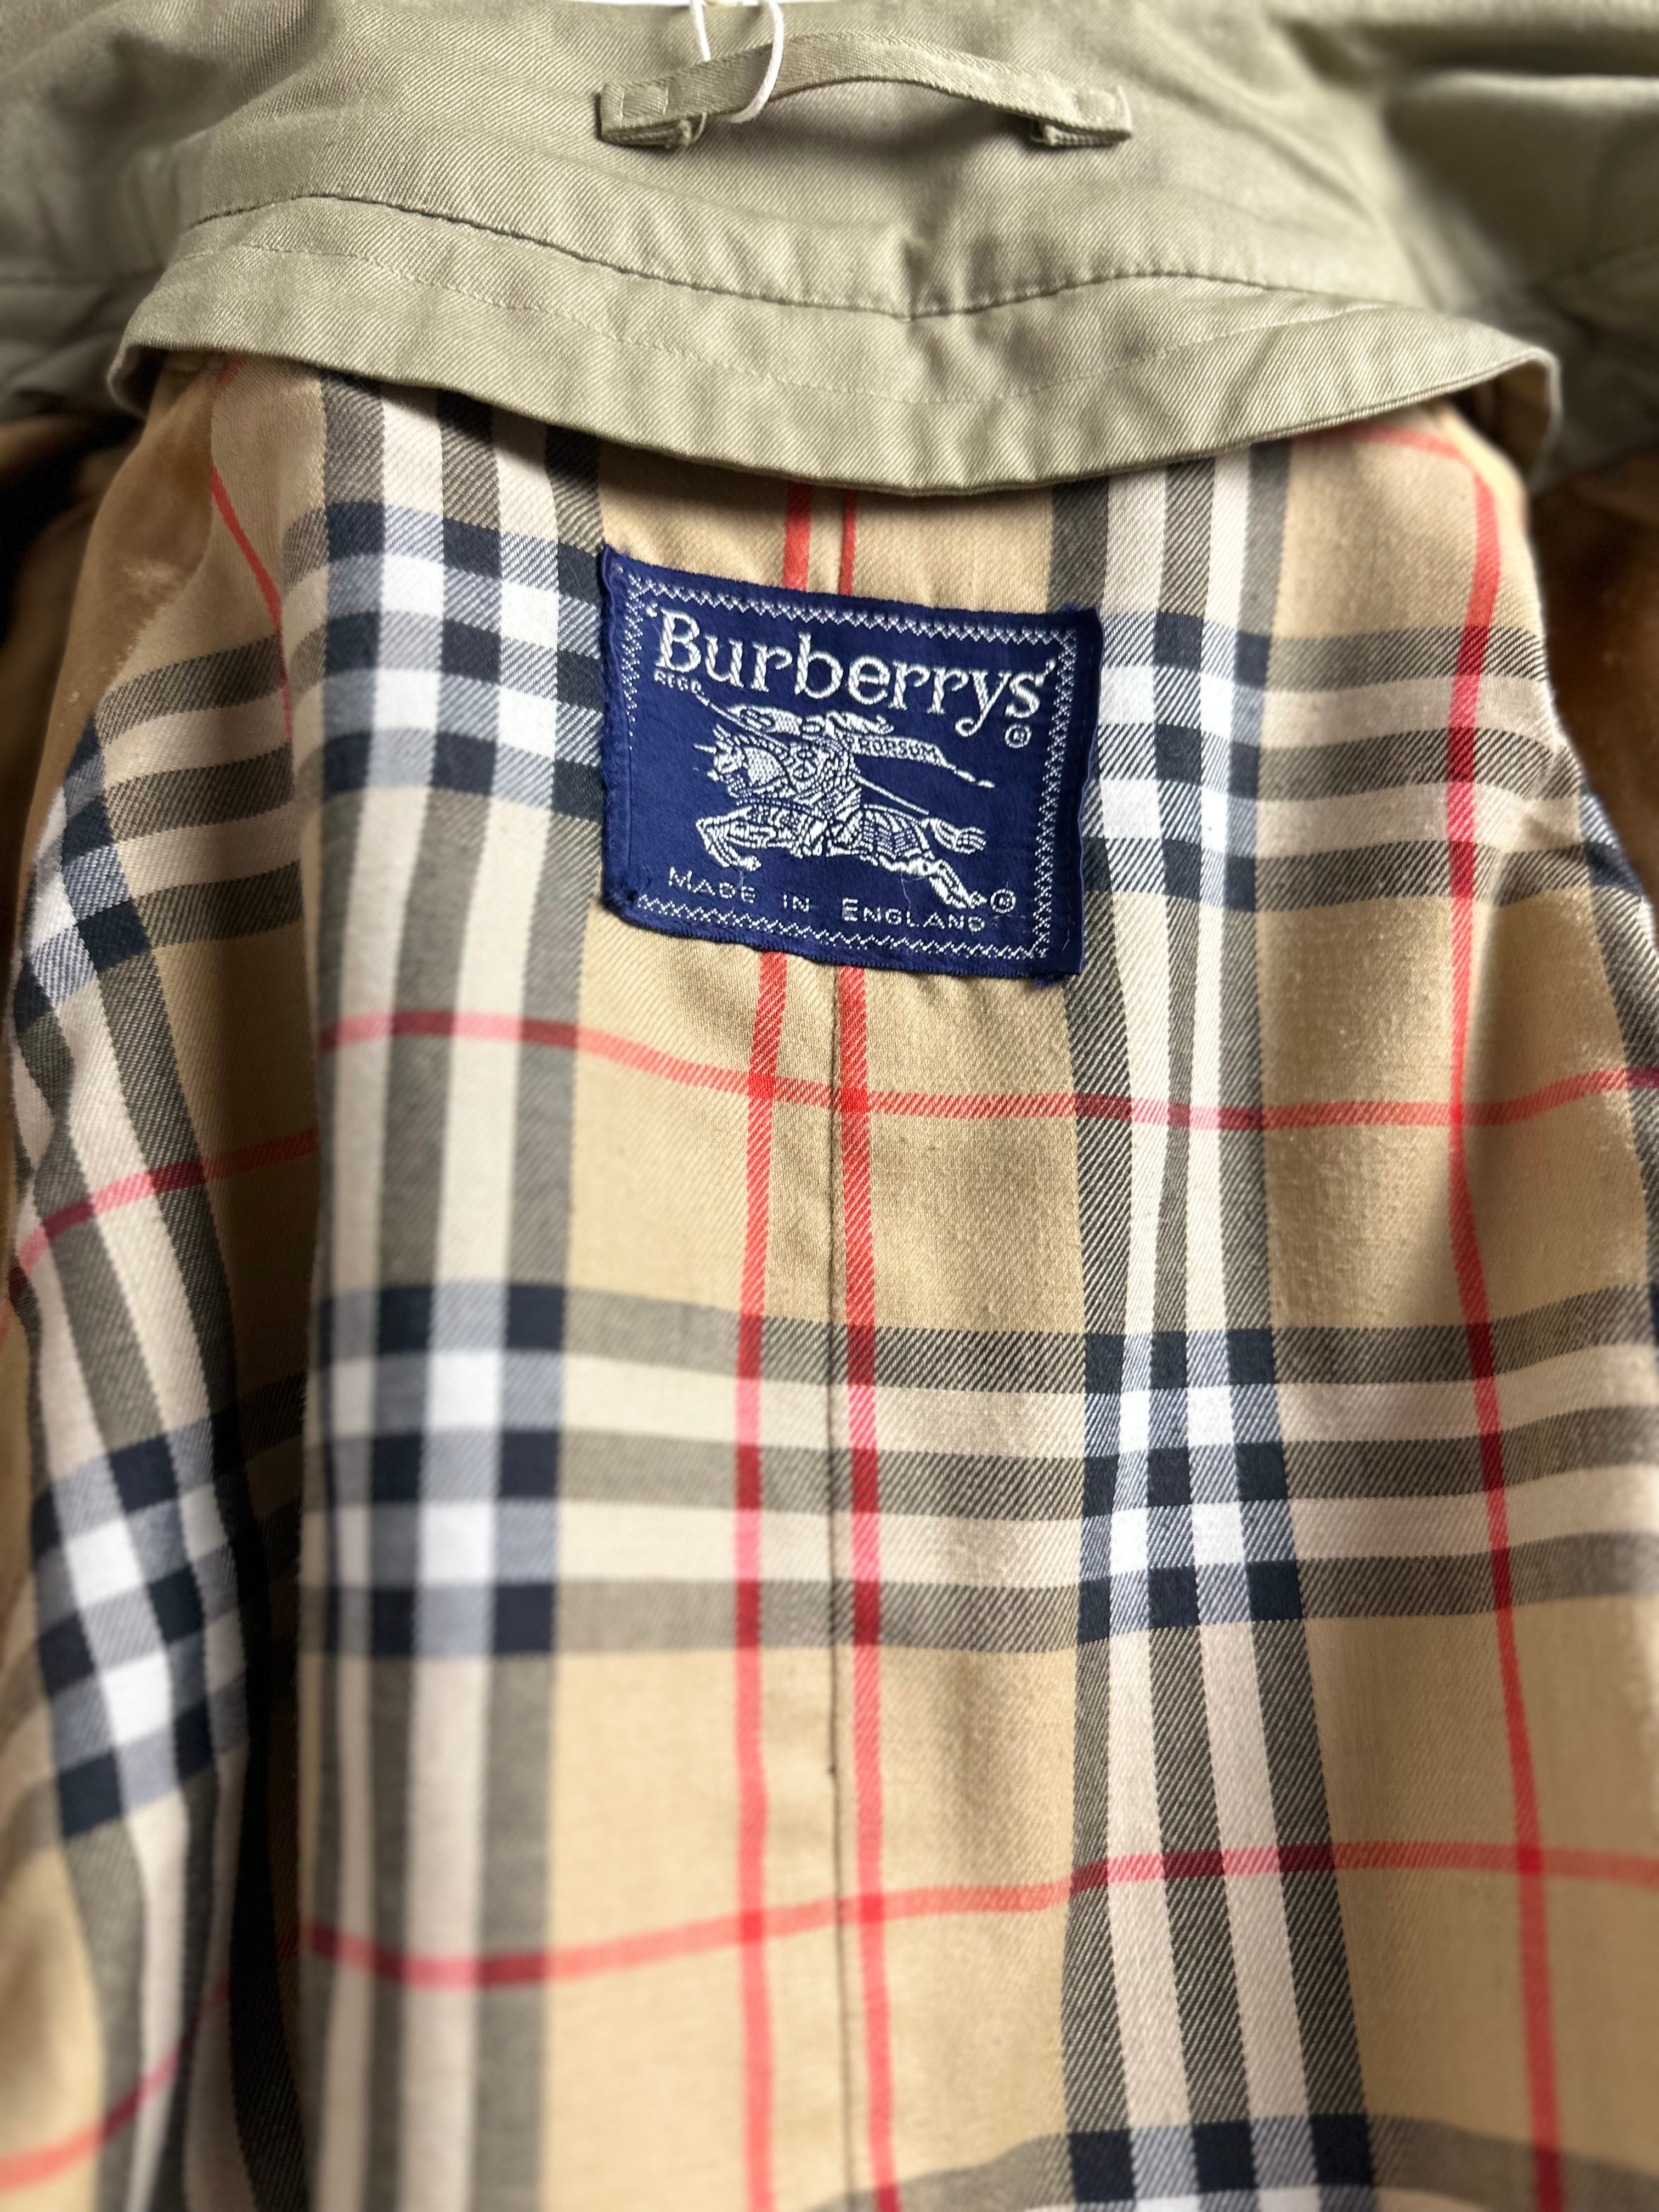 'Burberrys'
REGD
®
PRORSUM
MADE IN ENGLAND
®